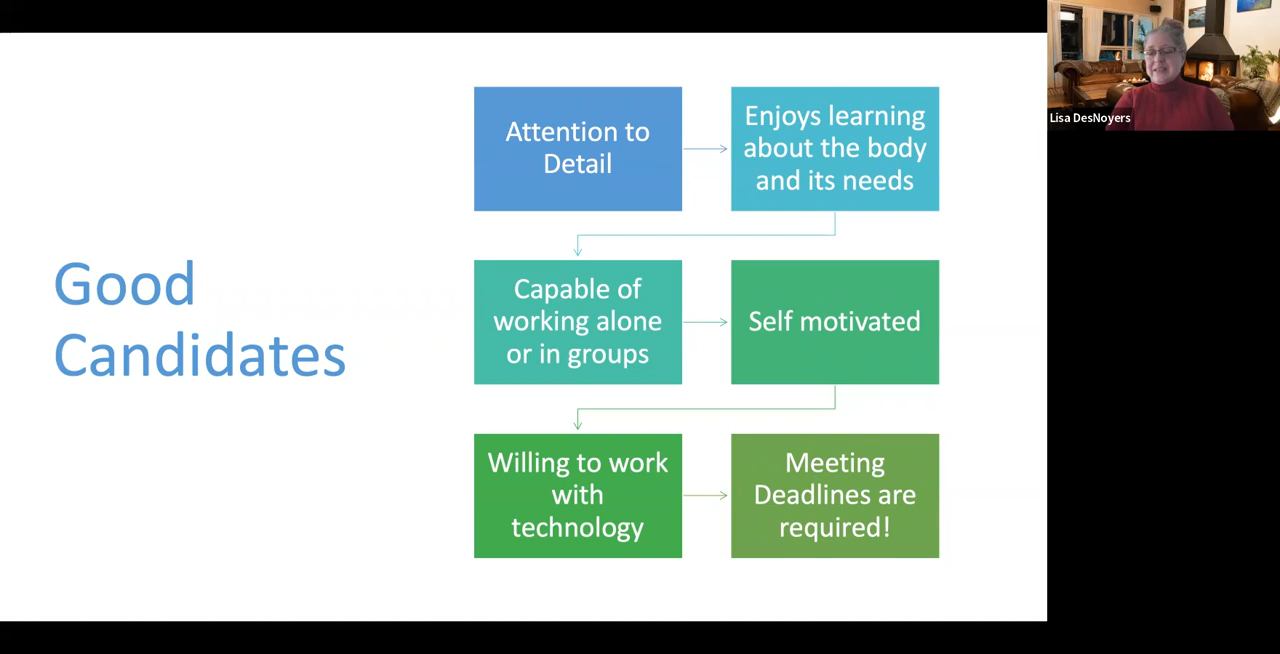 Good
Candidates
Attention to
Detail
Enjoys learning
about the body
and its needs
Capable of
working alone
or in groups
Self motivated
Willing to work
with
technology
Meeting
Deadlines are
required!
Lisa DesNoyers